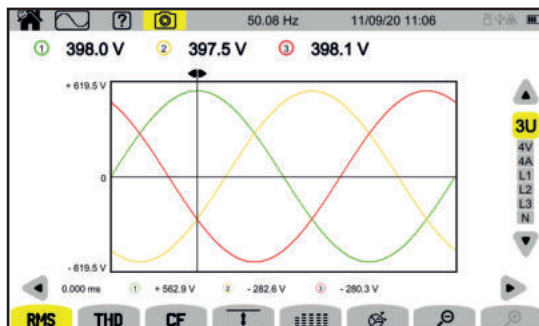 ? 50.08 Hz 11/09/20 11:06
1 398.0 V 2 397.5 V 3 398.1 V
+ 619.5 V
3U
4V
4A
L1
L2
L3
N
0
- 619.5 V
0.000 ms 1 + 562.9 V 2 - 282.6 V 3 - 280.3 V
RMS THD CF